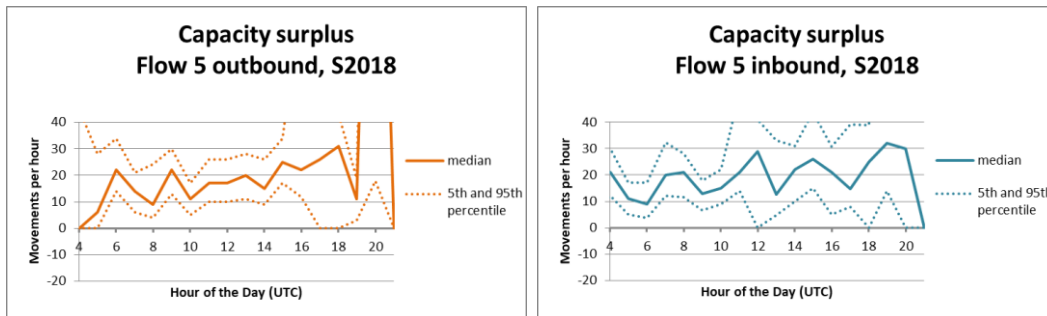 Capacity surplus
Flow 5 outbound, S2018
Movements per hour
40
30
20
10
0
-10
-20
4 6 8 10 12 14 16 18 20
Hour of the Day (UTC)
median
5th and 95th
percentile
Capacity surplus
Flow 5 inbound, S2018
Movements per hour
40
30
20
10
0
-10
-20
4 6 8 10 12 14 16 18 20
Hour of the Day (UTC)
median
5th and 95th
percentile